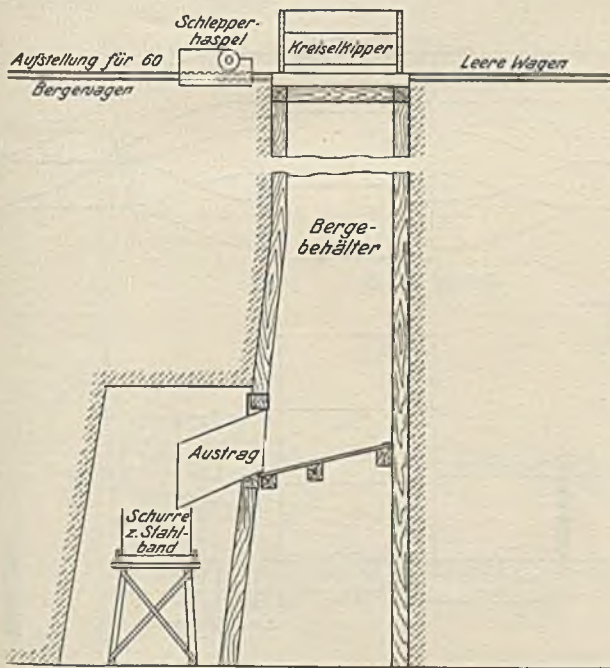 Schlepper-
haspel
Kreiselkipper
Aufstellung für 60
Bergewagen
Leere Wagen
Berge-
behälter
Austrag
Schurre
z. Stahl-
band